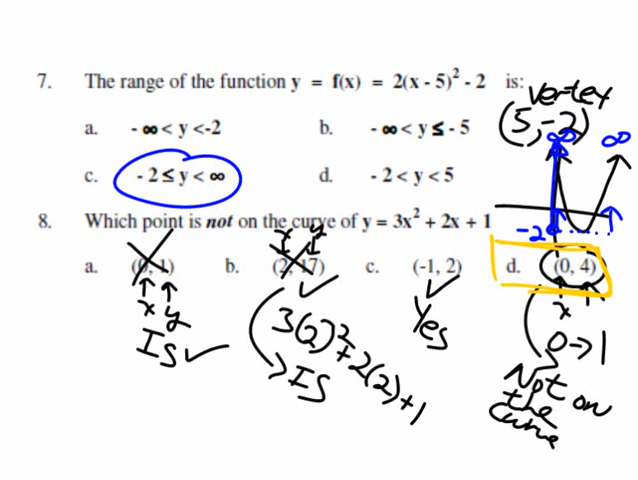 7. The range of the function y = f(x) = 2(x - 5)² - 2 is:
vertex
(5, -2)
a. - ∞ < y <-2
b. - ∞ < y ≤ - 5
∞ ∞
c. - 2 ≤ y < ∞
d. - 2 < y < 5
-2
8. Which point is not on the curve of y = 3x² + 2x + 1
x y
a. (0, 1)
b. (2, 17)
c. (-1, 2)
d. (0, 4)
x y
IS ✓
✓
3(2)² + 2(2) + 1
> IS
✓
Yes
x
0 → 1
Not on
the
curve